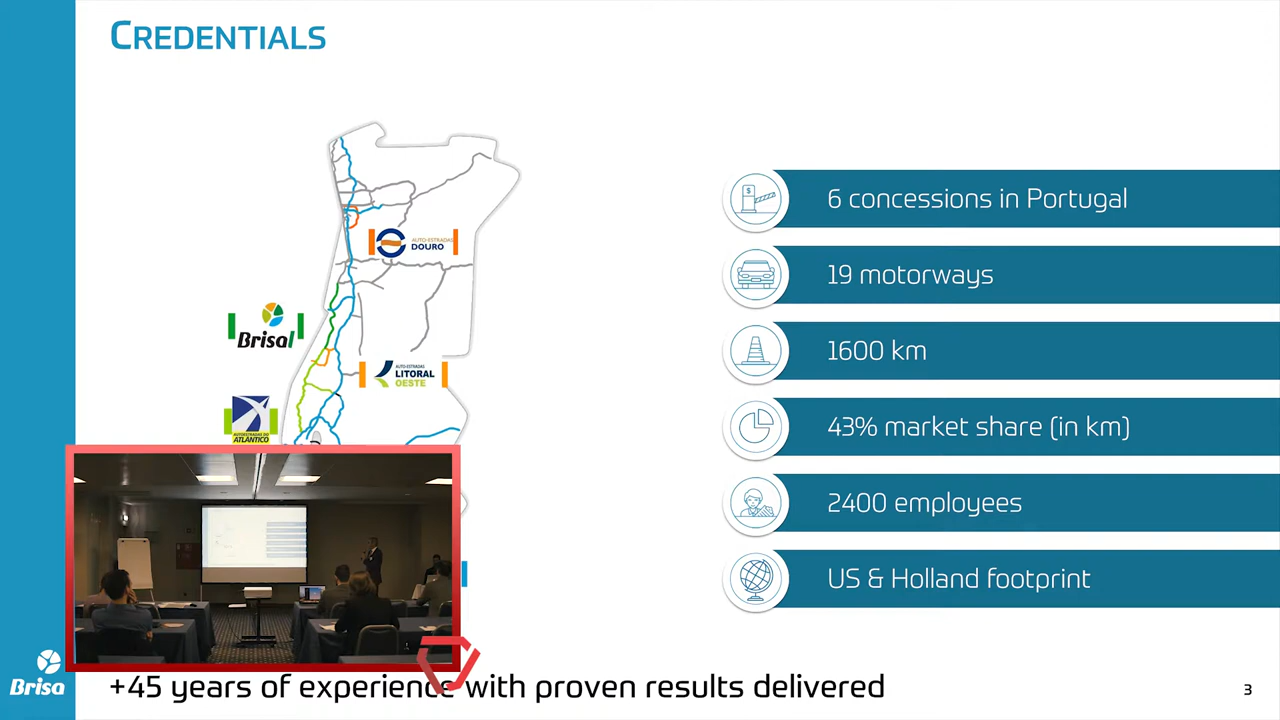 CREDENTIALS
AUTO-ESTRADAS
DOURO
Brisal
AUTO-ESTRADAS
LITORAL
OESTE
AUTOESTRADAS DO
ATLÂNTICO
$
6 concessions in Portugal
19 motorways
1600 km
43% market share (in km)
2400 employees
US & Holland footprint
Brisa
+45 years of experience with proven results delivered
3